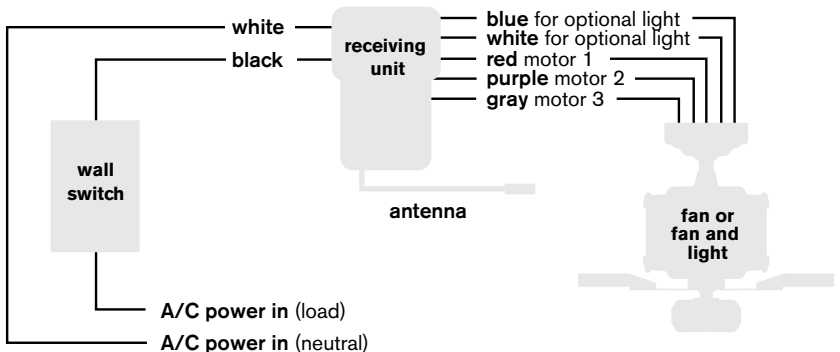 white
black
receiving
unit
blue for optional light
white for optional light
red motor 1
purple motor 2
gray motor 3
wall
switch
antenna
fan or
fan and
light
A/C power in (load)
A/C power in (neutral)